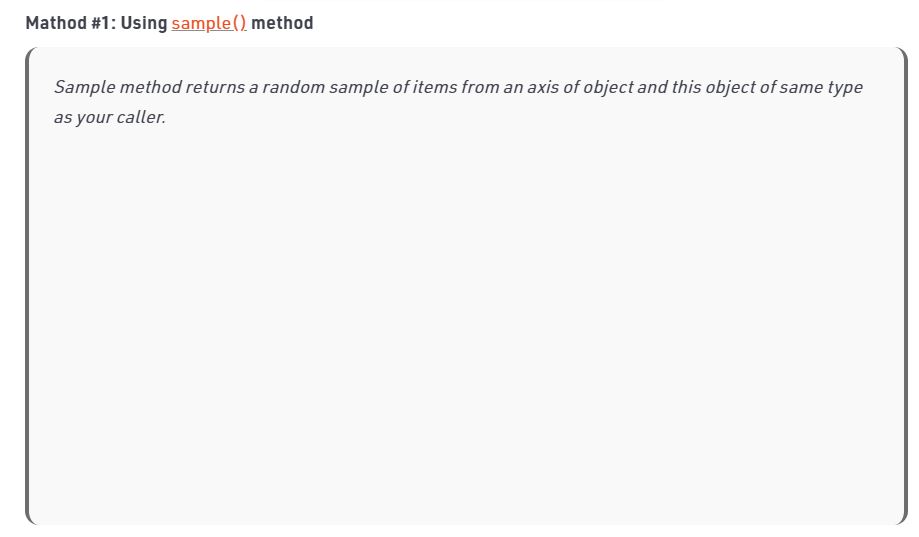 Mathod #1: Using sample() method
Sample method returns a random sample of items from an axis of object and this object of same type
as your caller.